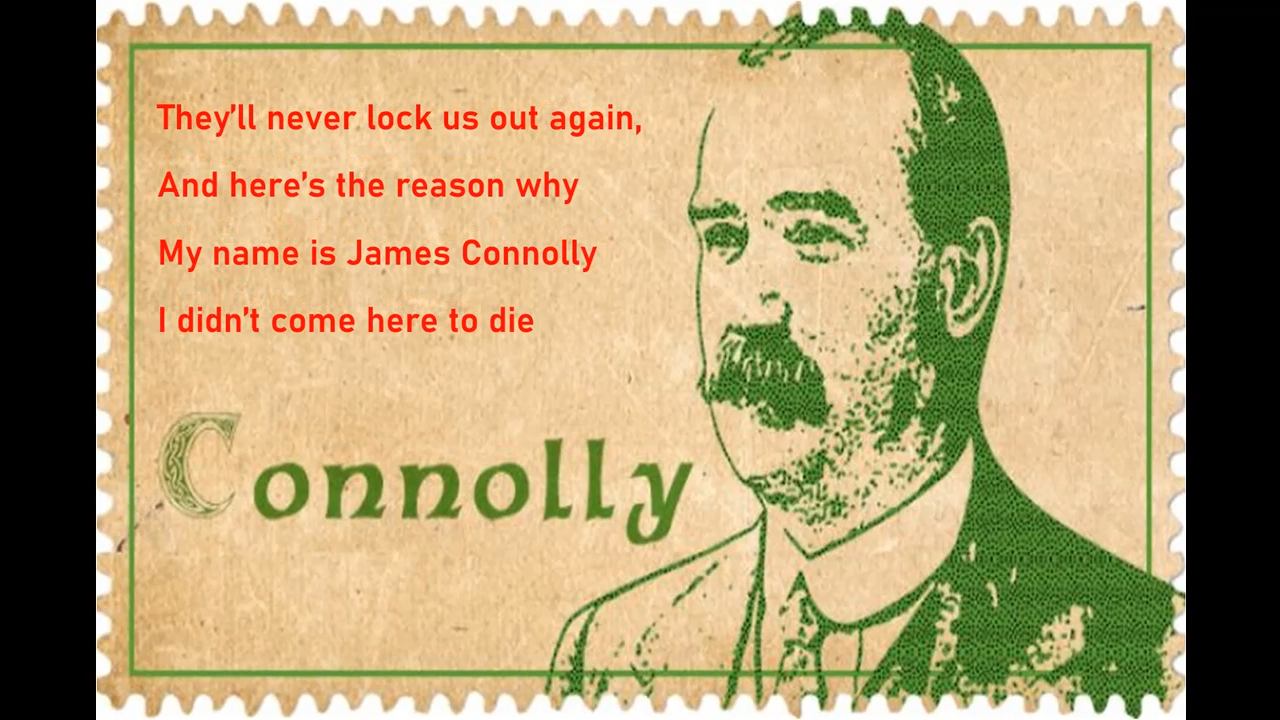 They’ll never lock us out again,
And here’s the reason why
My name is James Connolly
I didn’t come here to die
Connolly